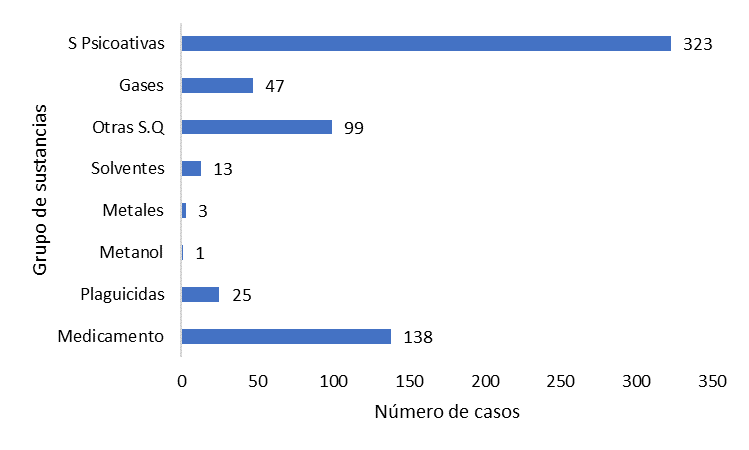 Grupo de sustancias
S Psicoativas 323
Gases 47
Otras S.Q 99
Solventes 13
Metales 3
Metanol 1
Plaguicidas 25
Medicamento 138
0 50 100 150 200 250 300 350
Número de casos